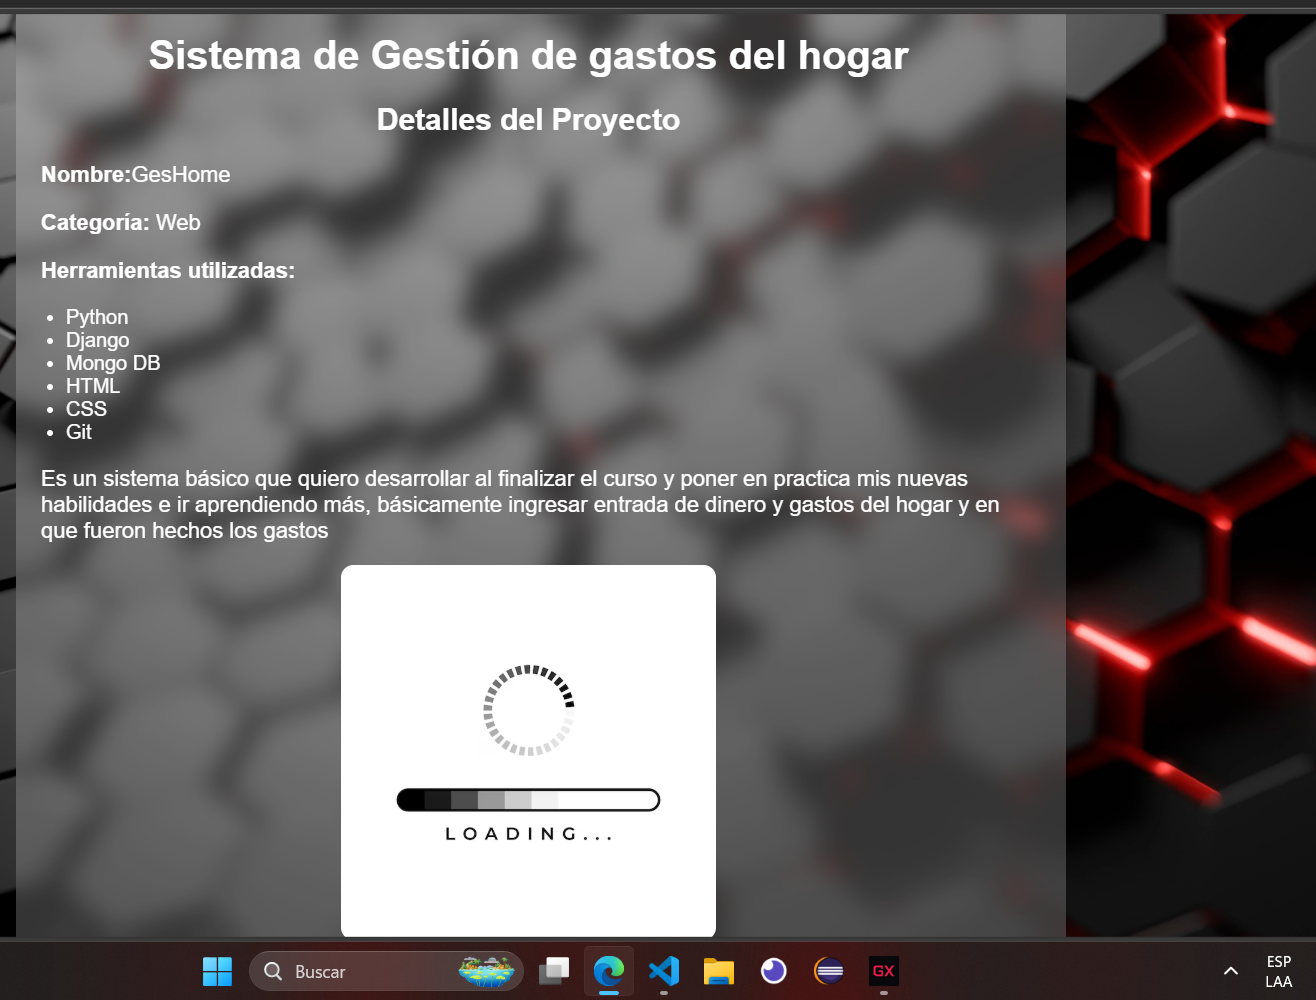 Sistema de Gestión de gastos del hogar
Detalles del Proyecto
Nombre:GesHome
Categoría: Web
Herramientas utilizadas:
• Python
• Django
• Mongo DB
• HTML
• CSS
• Git
Es un sistema básico que quiero desarrollar al finalizar el curso y poner en practica mis nuevas
habilidades e ir aprendiendo más, básicamente ingresar entrada de dinero y gastos del hogar y en
que fueron hechos los gastos
LOADING...
Buscar
GX
ESP
LAA